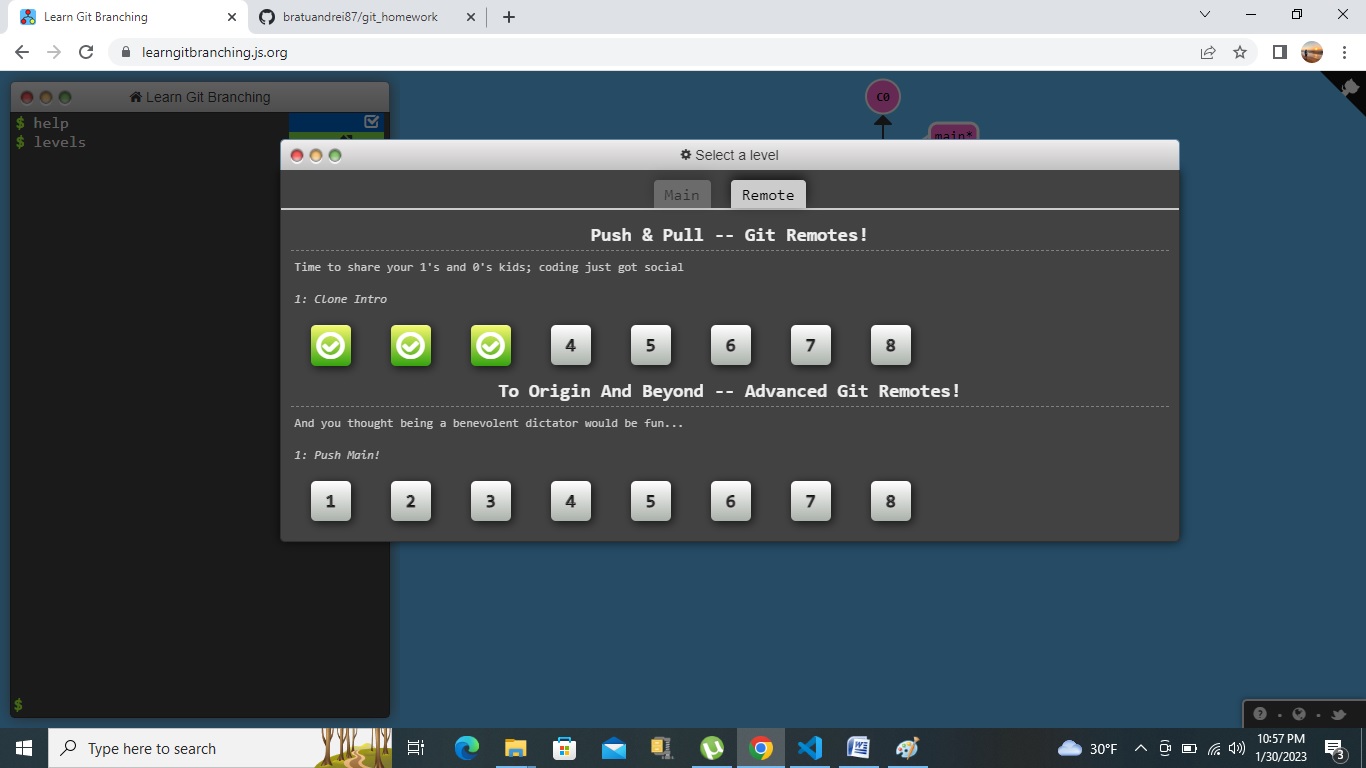 Learn Git Branching
bratuandrei87/git_homework
learngitbranching.js.org
Learn Git Branching
C0
$ help
$ levels
main*
Select a level
Main
Remote
Push & Pull -- Git Remotes!
Time to share your 1's and 0's kids; coding just got social
1: Clone Intro
4 5 6 7 8
To Origin And Beyond -- Advanced Git Remotes!
And you thought being a benevolent dictator would be fun...
1: Push Main!
1 2 3 4 5 6 7 8
$
Type here to search
30°F
10:57 PM
1/30/2023
3